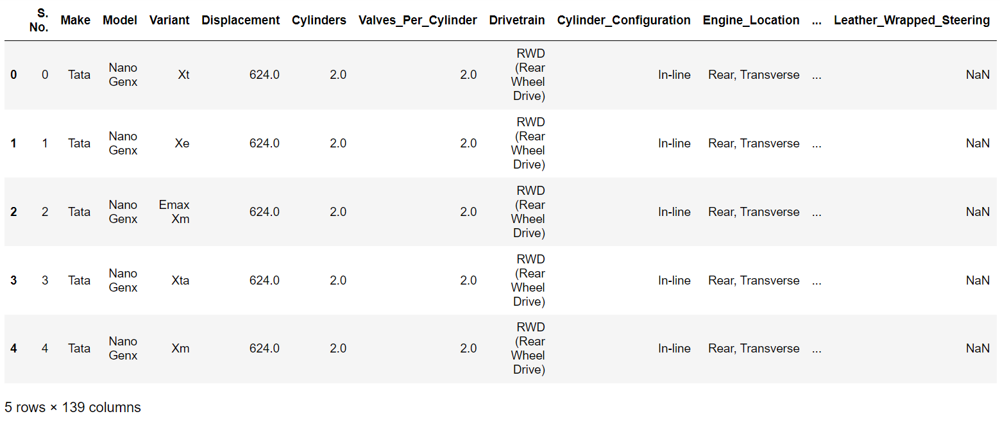 S. No. Make Model Variant Displacement Cylinders Valves_Per_Cylinder Drivetrain Cylinder_Configuration Engine_Location ... Leather_Wrapped_Steering
0 0 Tata Nano Genx Xt 624.0 2.0 2.0 RWD (Rear Wheel Drive) In-line Rear, Transverse ... NaN
1 1 Tata Nano Genx Xe 624.0 2.0 2.0 RWD (Rear Wheel Drive) In-line Rear, Transverse ... NaN
2 2 Tata Nano Genx Emax Xm 624.0 2.0 2.0 RWD (Rear Wheel Drive) In-line Rear, Transverse ... NaN
3 3 Tata Nano Genx Xta 624.0 2.0 2.0 RWD (Rear Wheel Drive) In-line Rear, Transverse ... NaN
4 4 Tata Nano Genx Xm 624.0 2.0 2.0 RWD (Rear Wheel Drive) In-line Rear, Transverse ... NaN
5 rows × 139 columns